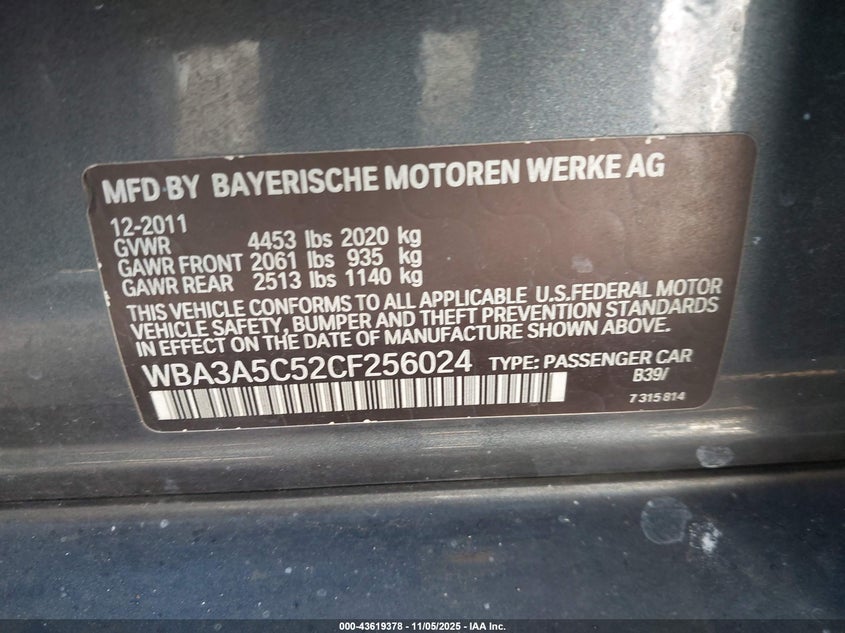 MFD BY BAYERISCHE MOTOREN WERKE AG
12-2011
GVWR 4453 lbs 2020 kg
GAWR FRONT 2061 lbs 935 kg
GAWR REAR 2513 lbs 1140 kg
THIS VEHICLE CONFORMS TO ALL APPLICABLE U.S.FEDERAL MOTOR
VEHICLE SAFETY, BUMPER AND THEFT PREVENTION STANDARDS
IN EFFECT ON THE DATE OF MANUFACTURE SHOWN ABOVE.
WBA3A5C52CF256024 TYPE: PASSENGER CAR
B39/
7 315 814
000-43619378 - 11/05/2025 - IAA Inc.